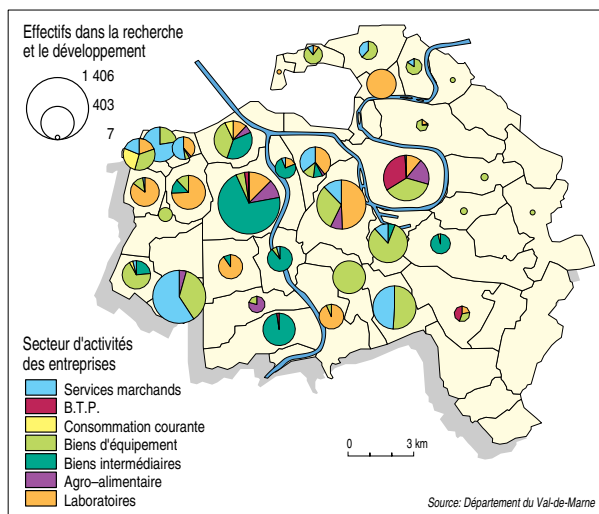 Effectifs dans la recherche
et le développement
1 406
403
7
Secteur d'activités
des entreprises
Services marchands
B.T.P.
Consommation courante
Biens d'équipement
Biens intermédiaires
Agro–alimentaire
Laboratoires
0 3 km
Source: Département du Val-de-Marne